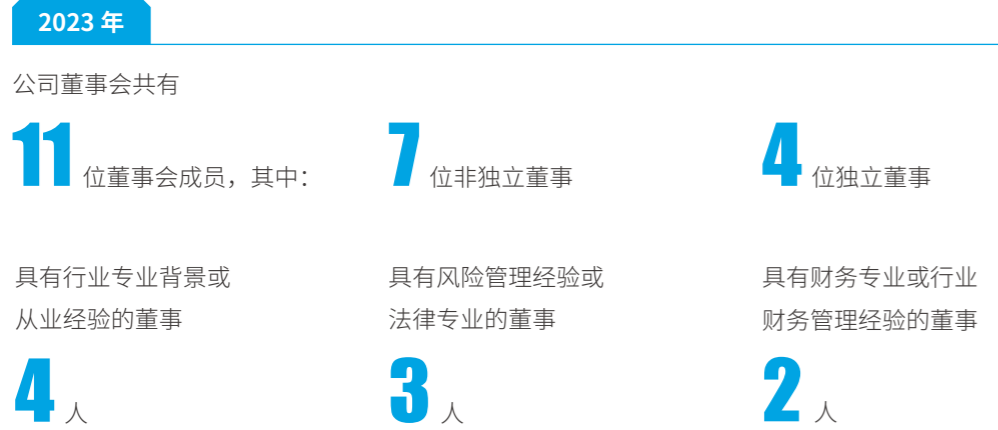 2023 年
公司董事会共有
11 位董事会成员，其中：
7 位非独立董事
4 位独立董事
具有行业专业背景或
从业经验的董事
4 人
具有风险管理经验或
法律专业的董事
3 人
具有财务专业或行业
财务管理经验的董事
2 人